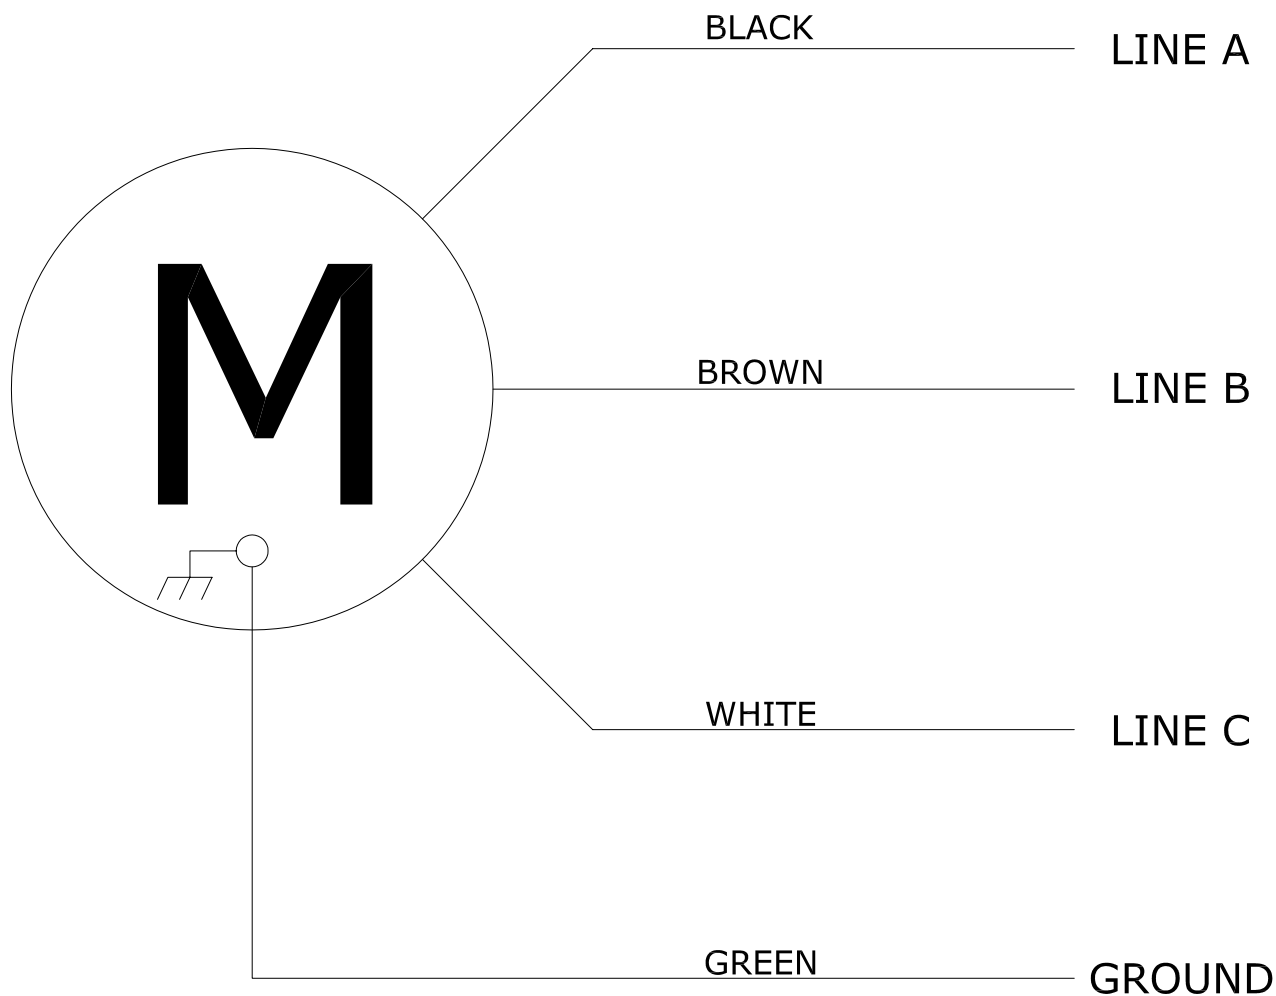 BLACK
LINE A
M
BROWN
LINE B
WHITE
LINE C
GREEN
GROUND